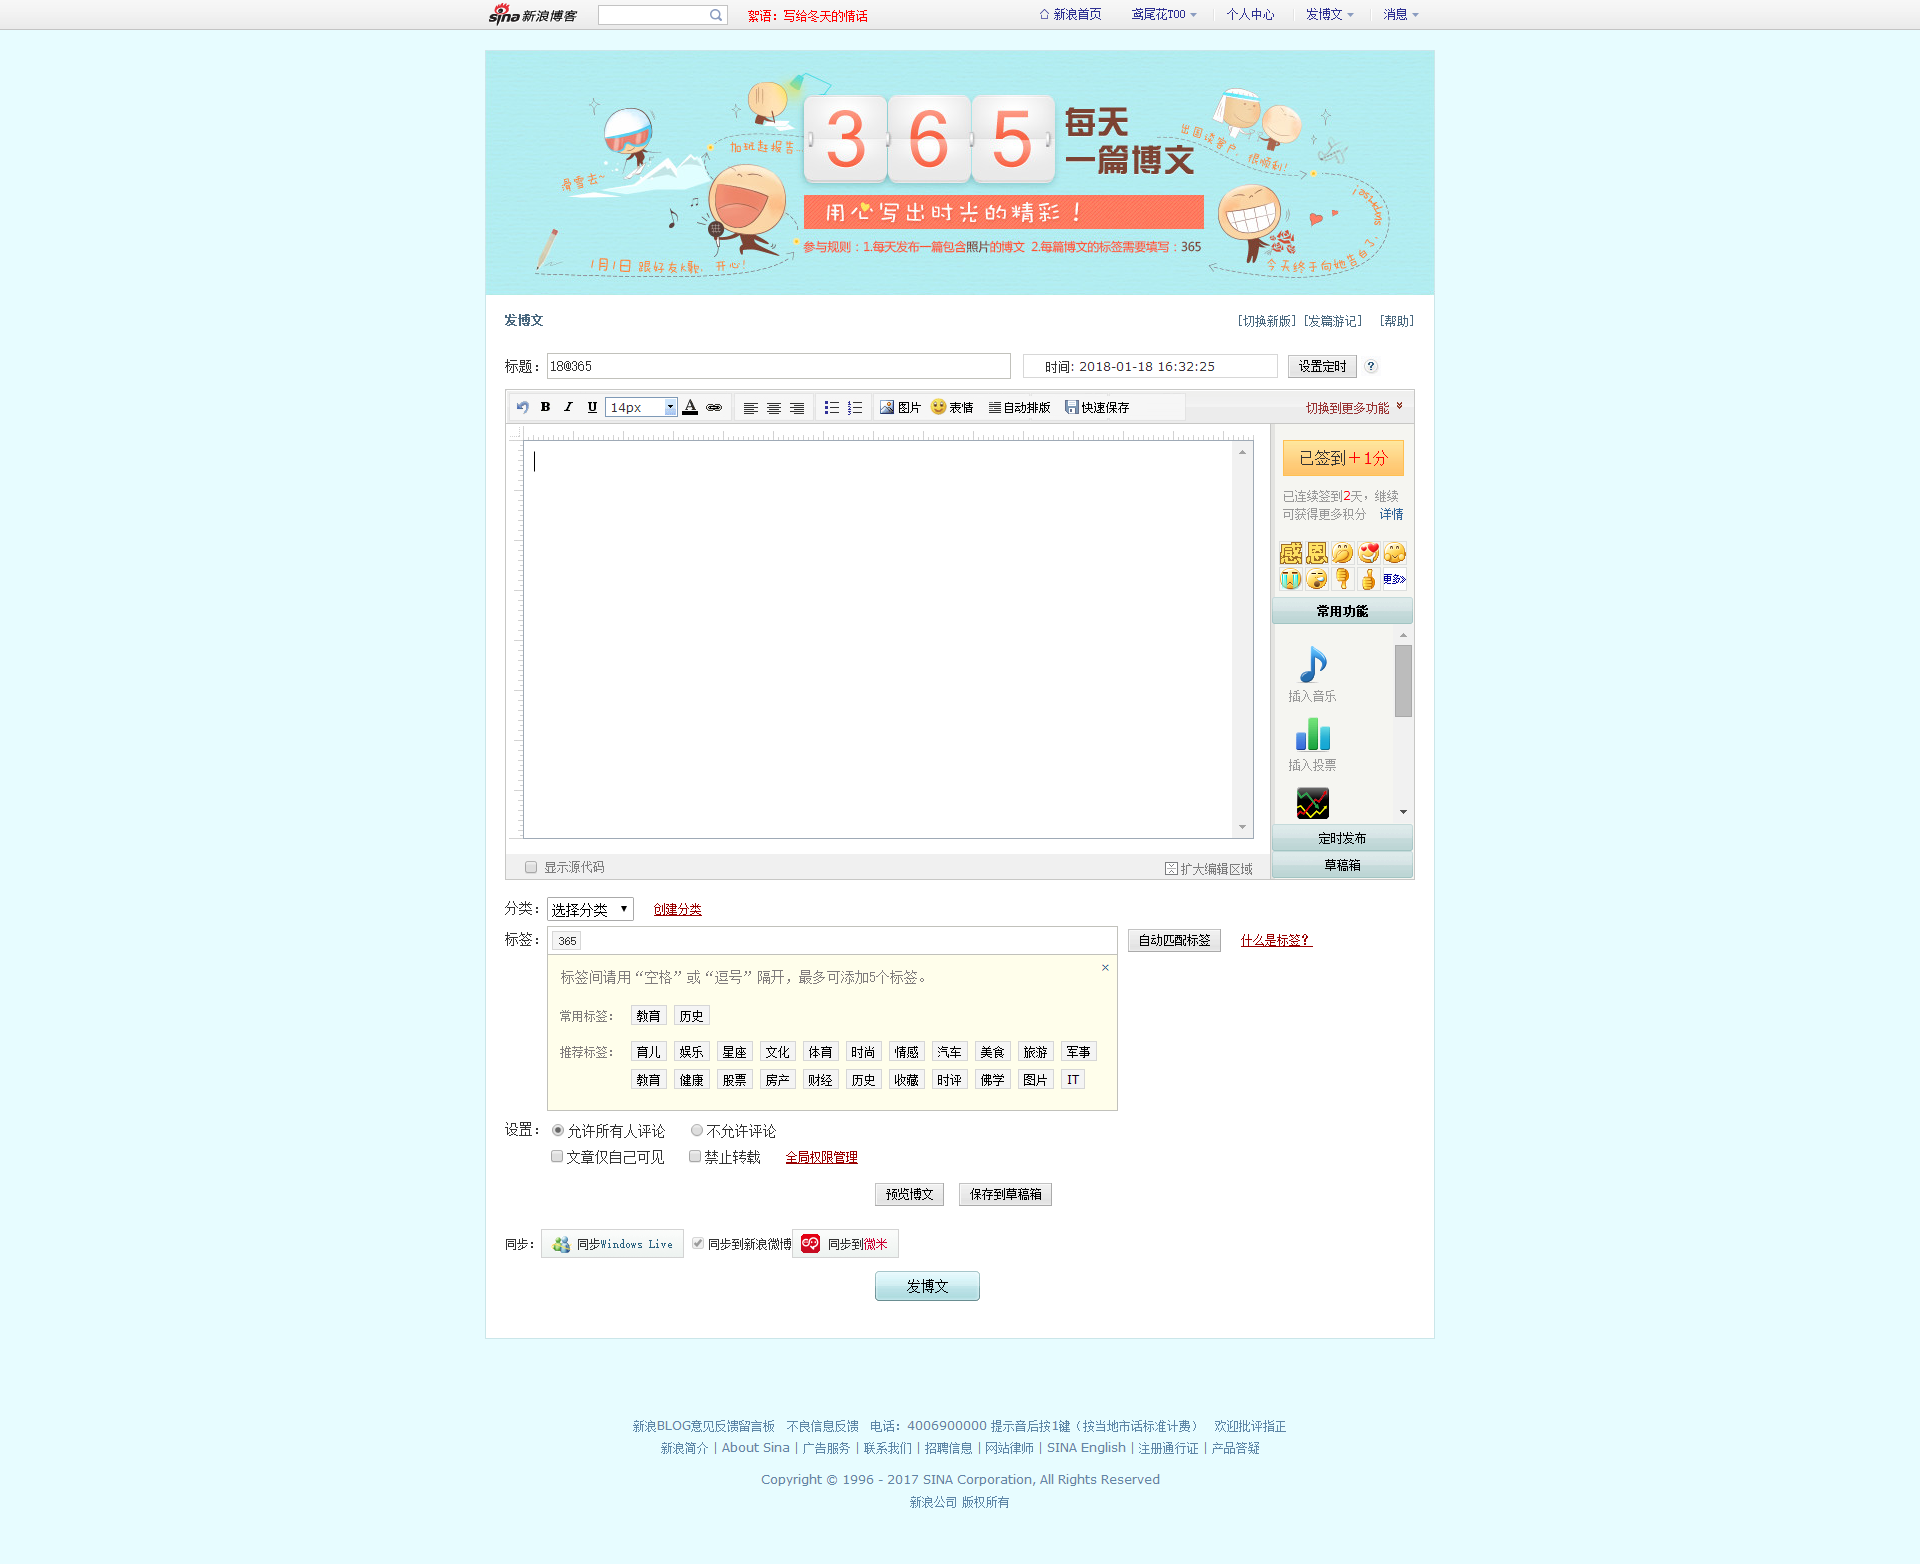 sina新浪博客
絮语：写给冬天的情话
新浪首页 鸢尾花TOO 个人中心 发博文 消息
加班赶报告...
滑雪去~
365
每天
一篇博文
出国读客户，很顺利！
surprise!
用心写出时光的精彩！
参与规则：1.每天发布一篇包含照片的博文 2.每篇博文的标签需要填写：365
1月1日 跟好友K歌，开心！
今天终于向她告白了，
发博文
[切换新版] [发篇游记] [帮助]
标题：18@365
时间: 2018-01-18 16:32:25
设置定时 ?
B I U 14px A 图片 表情 自动排版 快速保存
切换到更多功能
已签到＋1分
已连续签到2天，继续
可获得更多积分 详情
感 恩
更多»
常用功能
插入音乐
插入投票
定时发布
草稿箱
显示源代码
扩大编辑区域
分类：选择分类 创建分类
标签：365 自动匹配标签 什么是标签？
标签间请用“空格”或“逗号”隔开，最多可添加5个标签。 ×
常用标签： 教育 历史
推荐标签： 育儿 娱乐 星座 文化 体育 时尚 情感 汽车 美食 旅游 军事
教育 健康 股票 房产 财经 历史 收藏 时评 佛学 图片 IT
设置： 允许所有人评论 不允许评论
文章仅自己可见 禁止转载 全局权限管理
预览博文 保存到草稿箱
同步： 同步Windows Live 同步到新浪微博 同步到微米
发博文
新浪BLOG意见反馈留言板 不良信息反馈 电话：4006900000 提示音后按1键（按当地市话标准计费） 欢迎批评指正
新浪简介 | About Sina | 广告服务 | 联系我们 | 招聘信息 | 网站律师 | SINA English | 注册通行证 | 产品答疑
Copyright © 1996 - 2017 SINA Corporation, All Rights Reserved
新浪公司 版权所有